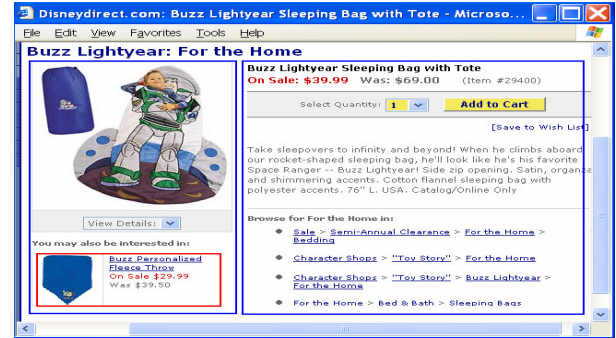 Disneydirect.com: Buzz Lightyear Sleeping Bag with Tote - Microso...
File Edit View Favorites Tools Help
Buzz Lightyear: For the Home
View Details:
You may also be interested in:
Buzz Personalized
Fleece Throw
On Sale $29.99
Was $39.50
Buzz Lightyear Sleeping Bag with Tote
On Sale: $39.99 Was: $69.00 (Item #29400)
Select Quantity: 1 Add to Cart
[Save to Wish List]
Take sleepovers to infinity and beyond! When he climbs aboard
our rocket-shaped sleeping bag, he'll look like he's his favorite
Space Ranger -- Buzz Lightyear! Side zip opening. Satin, organza
and shimmering accents. Cotton flannel sleeping bag with
polyester accents. 76" L. USA. Catalog/Online Only
Browse for For the Home in:
Sale > Semi-Annual Clearance > For the Home >
Bedding
Character Shops > "Toy Story" > For the Home
Character Shops > "Toy Story" > Buzz Lightyear >
For the Home
For the Home > Bed & Bath > Sleeping Bags